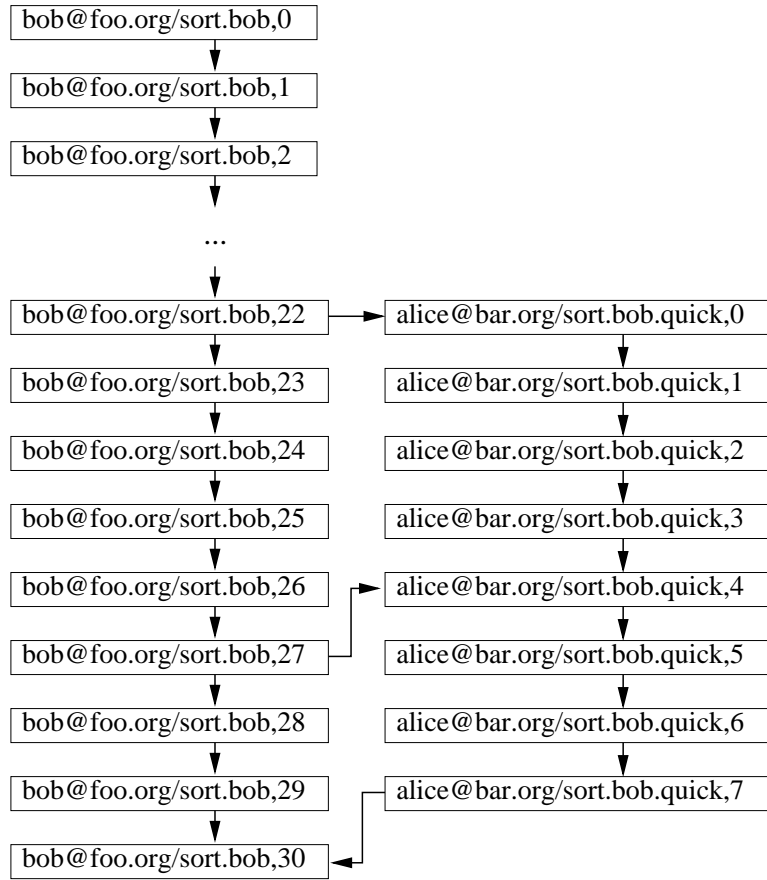 bob@foo.org/sort.bob,0
bob@foo.org/sort.bob,1
bob@foo.org/sort.bob,2
...
bob@foo.org/sort.bob,22
alice@bar.org/sort.bob.quick,0
bob@foo.org/sort.bob,23
alice@bar.org/sort.bob.quick,1
bob@foo.org/sort.bob,24
alice@bar.org/sort.bob.quick,2
bob@foo.org/sort.bob,25
alice@bar.org/sort.bob.quick,3
bob@foo.org/sort.bob,26
alice@bar.org/sort.bob.quick,4
bob@foo.org/sort.bob,27
alice@bar.org/sort.bob.quick,5
bob@foo.org/sort.bob,28
alice@bar.org/sort.bob.quick,6
bob@foo.org/sort.bob,29
alice@bar.org/sort.bob.quick,7
bob@foo.org/sort.bob,30